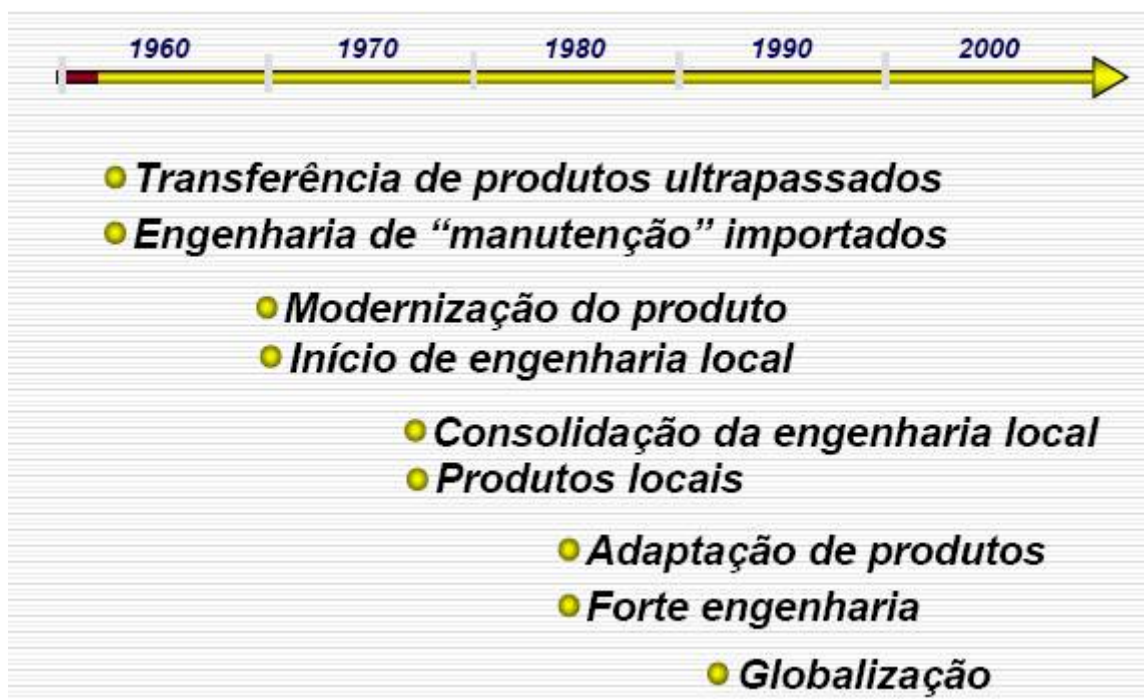 1960 1970 1980 1990 2000
Transferência de produtos ultrapassados
Engenharia de “manutenção” importados
Modernização do produto
Início de engenharia local
Consolidação da engenharia local
Produtos locais
Adaptação de produtos
Forte engenharia
Globalização